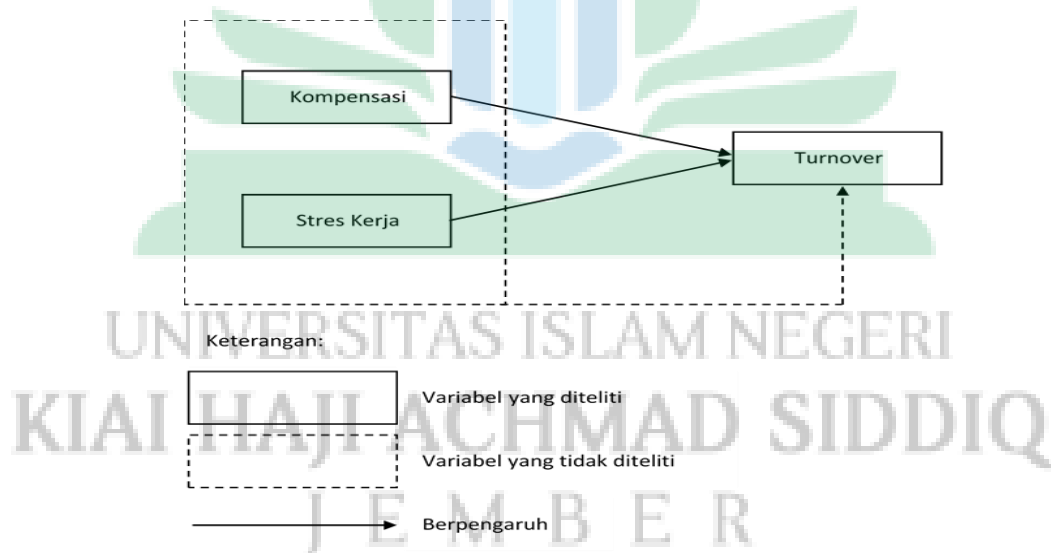 Kompensasi
Turnover
Stres Kerja
UNIVERSITAS ISLAM NEGERI
Keterangan:
Variabel yang diteliti
KIAI HAJI ACHMAD SIDDIQ
Variabel yang tidak diteliti
JEMBER
Berpengaruh